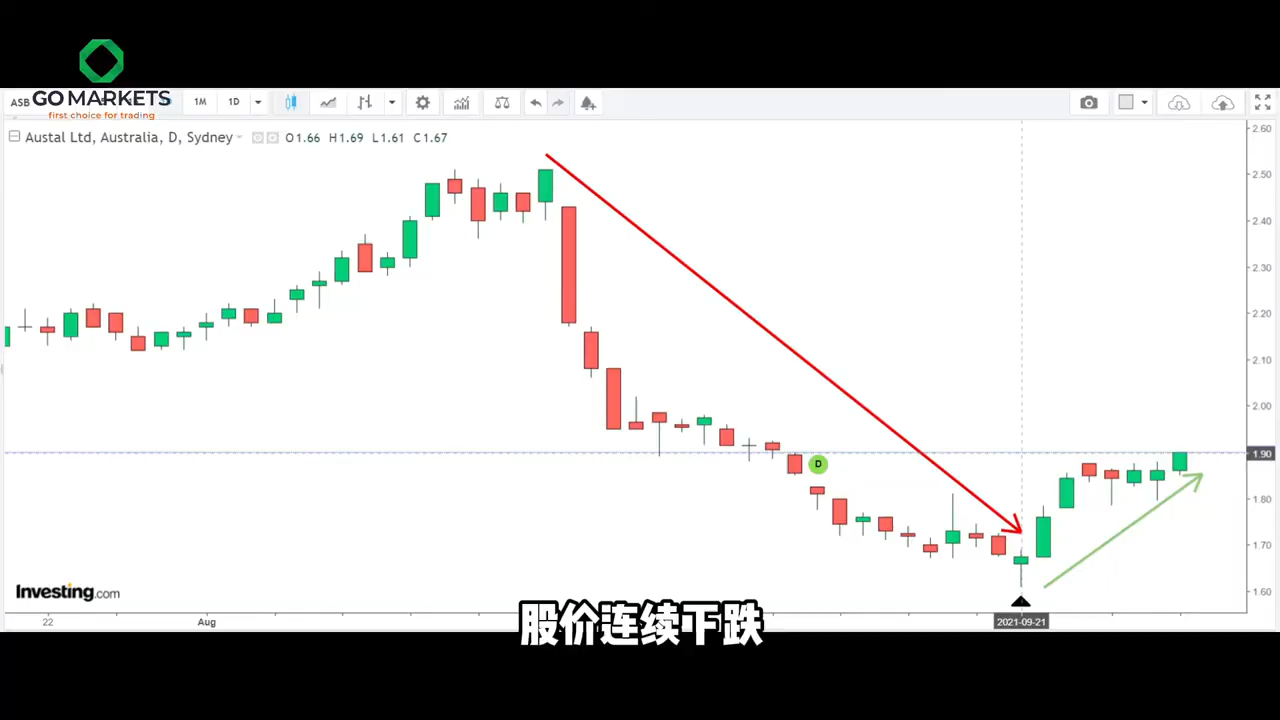 GO MARKETS
first choice for trading
ASB
1M
1D
Austal Ltd, Australia, D, Sydney
O1.66 H1.69 L1.61 C1.67
2.60
2.50
2.40
2.30
2.20
2.10
2.00
1.90
1.80
1.70
1.60
D
Investing.com
22
Aug
2021-09-21
股价连续下跌